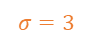 σ = 3